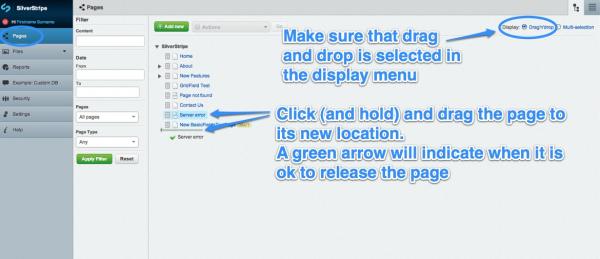 SilverStripe
Hi Firstname Surname
Pages
Files
Reports
Example: Custom DB
Security
Settings
Help
Filter
Content
Date
From
To
Pages
All pages
Page Type
Any
Apply Filter Reset
Pages
Add new Actions Go
Display: Drag'n'drop Multi-selection
SilverStripe
Home
About
New Features
GridField Test
Page not found
Contact Us
Server error
Server error
Make sure that drag
and drop is selected in
the display menu
Click (and hold) and drag the page to
its new location.
A green arrow will indicate when it is
ok to release the page